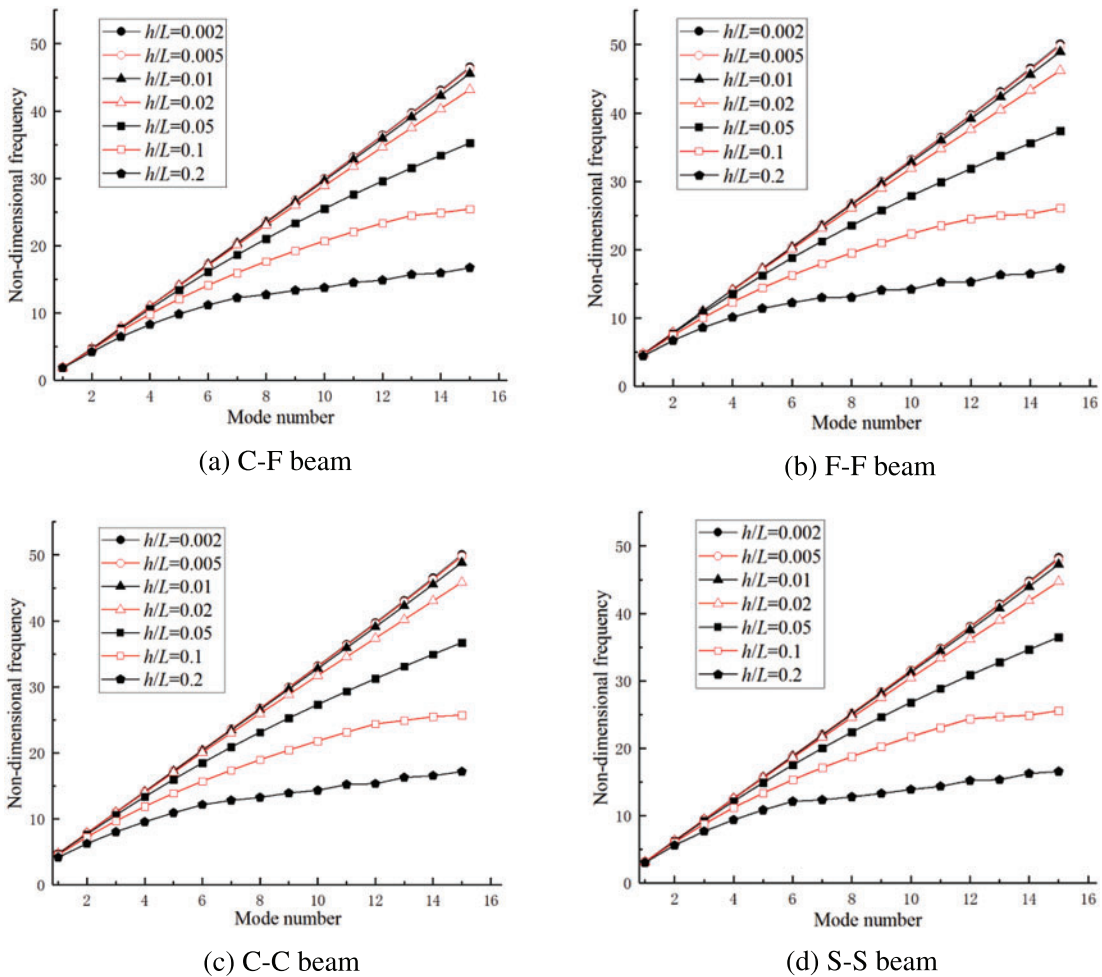 h/L=0.002
h/L=0.005
h/L=0.01
h/L=0.02
h/L=0.05
h/L=0.1
h/L=0.2
Non-dimensional frequency
50
40
30
20
10
0
2 4 6 8 10 12 14 16
Mode number
(a) C-F beam
h/L=0.002
h/L=0.005
h/L=0.01
h/L=0.02
h/L=0.05
h/L=0.1
h/L=0.2
Non-dimensional frequency
50
40
30
20
10
0
2 4 6 8 10 12 14 16
Mode number
(b) F-F beam
h/L=0.002
h/L=0.005
h/L=0.01
h/L=0.02
h/L=0.05
h/L=0.1
h/L=0.2
Non-dimensional frequency
50
40
30
20
10
0
2 4 6 8 10 12 14 16
Mode number
(c) C-C beam
h/L=0.002
h/L=0.005
h/L=0.01
h/L=0.02
h/L=0.05
h/L=0.1
h/L=0.2
Non-dimensional frequency
50
40
30
20
10
0
2 4 6 8 10 12 14 16
Mode number
(d) S-S beam